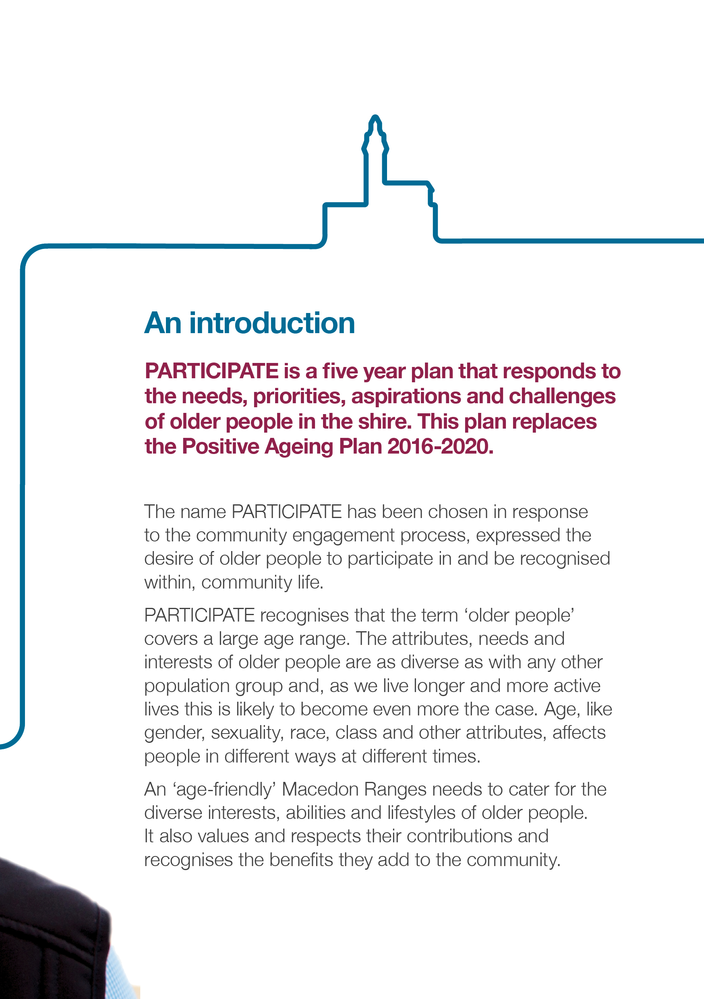 An introduction
PARTICIPATE is a five year plan that responds to
the needs, priorities, aspirations and challenges
of older people in the shire. This plan replaces
the Positive Ageing Plan 2016-2020.
The name PARTICIPATE has been chosen in response
to the community engagement process, expressed the
desire of older people to participate in and be recognised
within, community life.
PARTICIPATE recognises that the term ‘older people’
covers a large age range. The attributes, needs and
interests of older people are as diverse as with any other
population group and, as we live longer and more active
lives this is likely to become even more the case. Age, like
gender, sexuality, race, class and other attributes, affects
people in different ways at different times.
An ‘age-friendly’ Macedon Ranges needs to cater for the
diverse interests, abilities and lifestyles of older people.
It also values and respects their contributions and
recognises the benefits they add to the community.